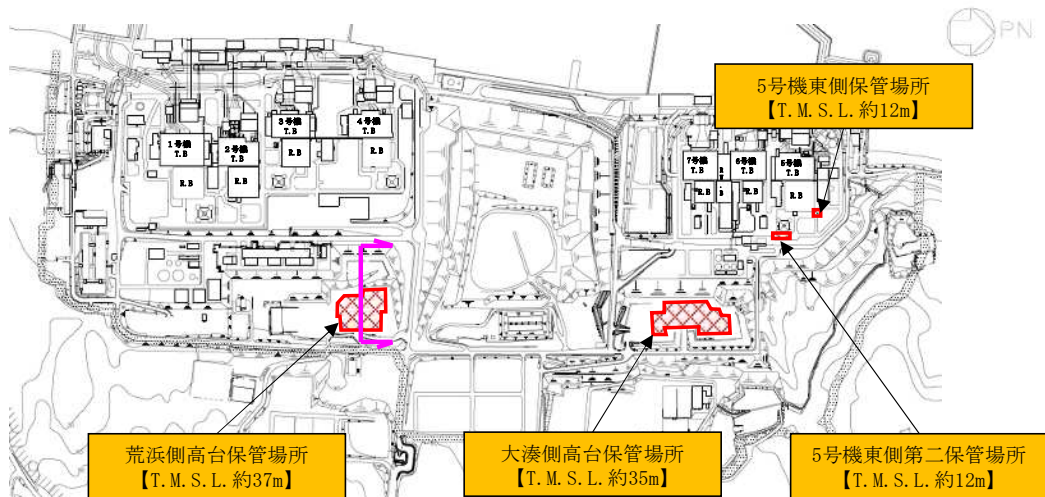 PN
5号機東側保管場所
【T.M.S.L.約12m】
1号機
T.B
R.B
2号機
T.B
R.B
3号機
T.B
R.B
4号機
T.B
R.B
7号機
T.B
R.B
6号機
T.B
R.B
5号機
T.B
R.B
荒浜側高台保管場所
【T.M.S.L.約37m】
大湊側高台保管場所
【T.M.S.L.約35m】
5号機東側第二保管場所
【T.M.S.L.約12m】